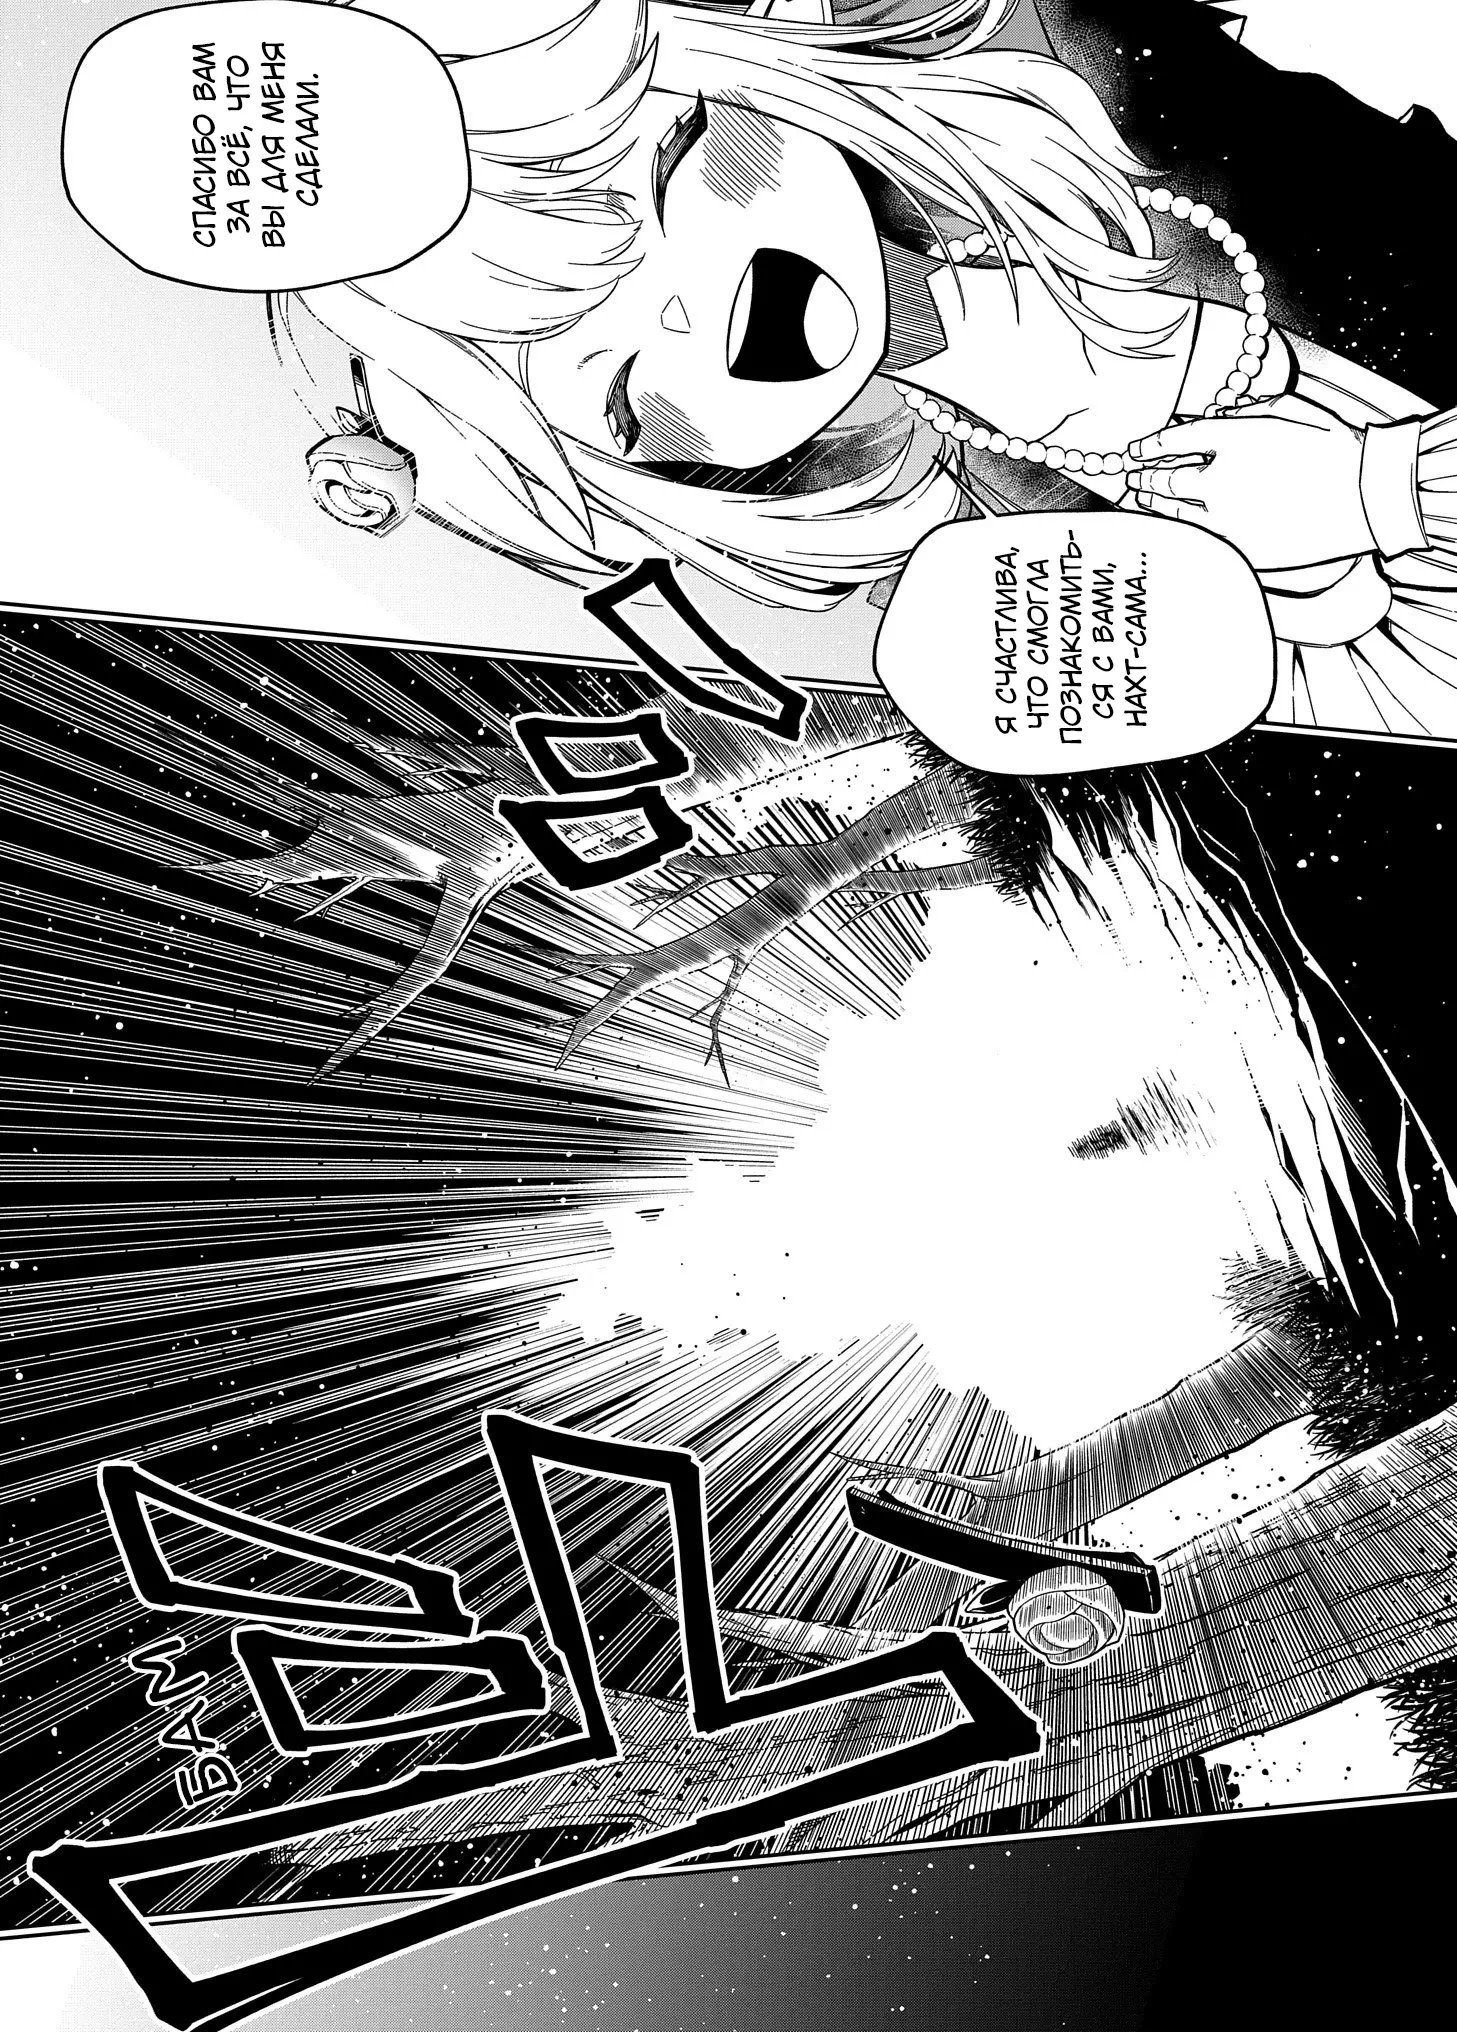 Я СЧАСТЛИВА,
ЧТО СМОГЛА
ПОЗНАКОМИТЬ-
СЯ С ВАМИ,
НАХТ-САМА...
СПАСИБО ВАМ
ЗА ВСЁ, ЧТО
ВЫ ДЛЯ МЕНЯ
СДЕЛАЛИ.
БАМ